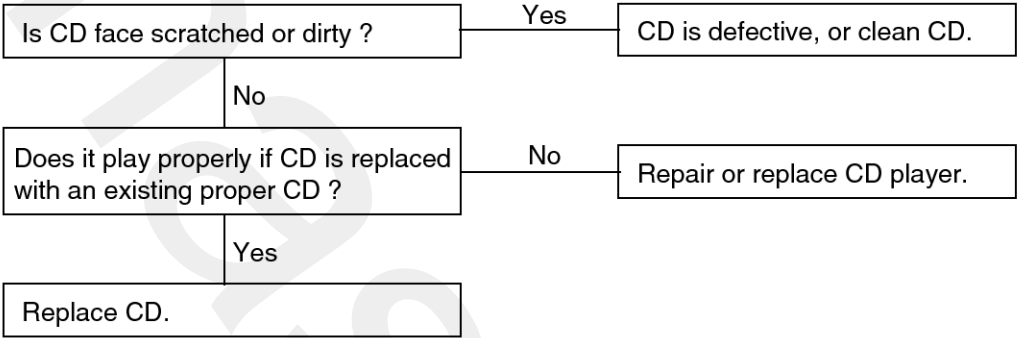 Is CD face scratched or dirty ?
Yes
CD is defective, or clean CD.
No
Does it play properly if CD is replaced
with an existing proper CD ?
No
Repair or replace CD player.
Yes
Replace CD.